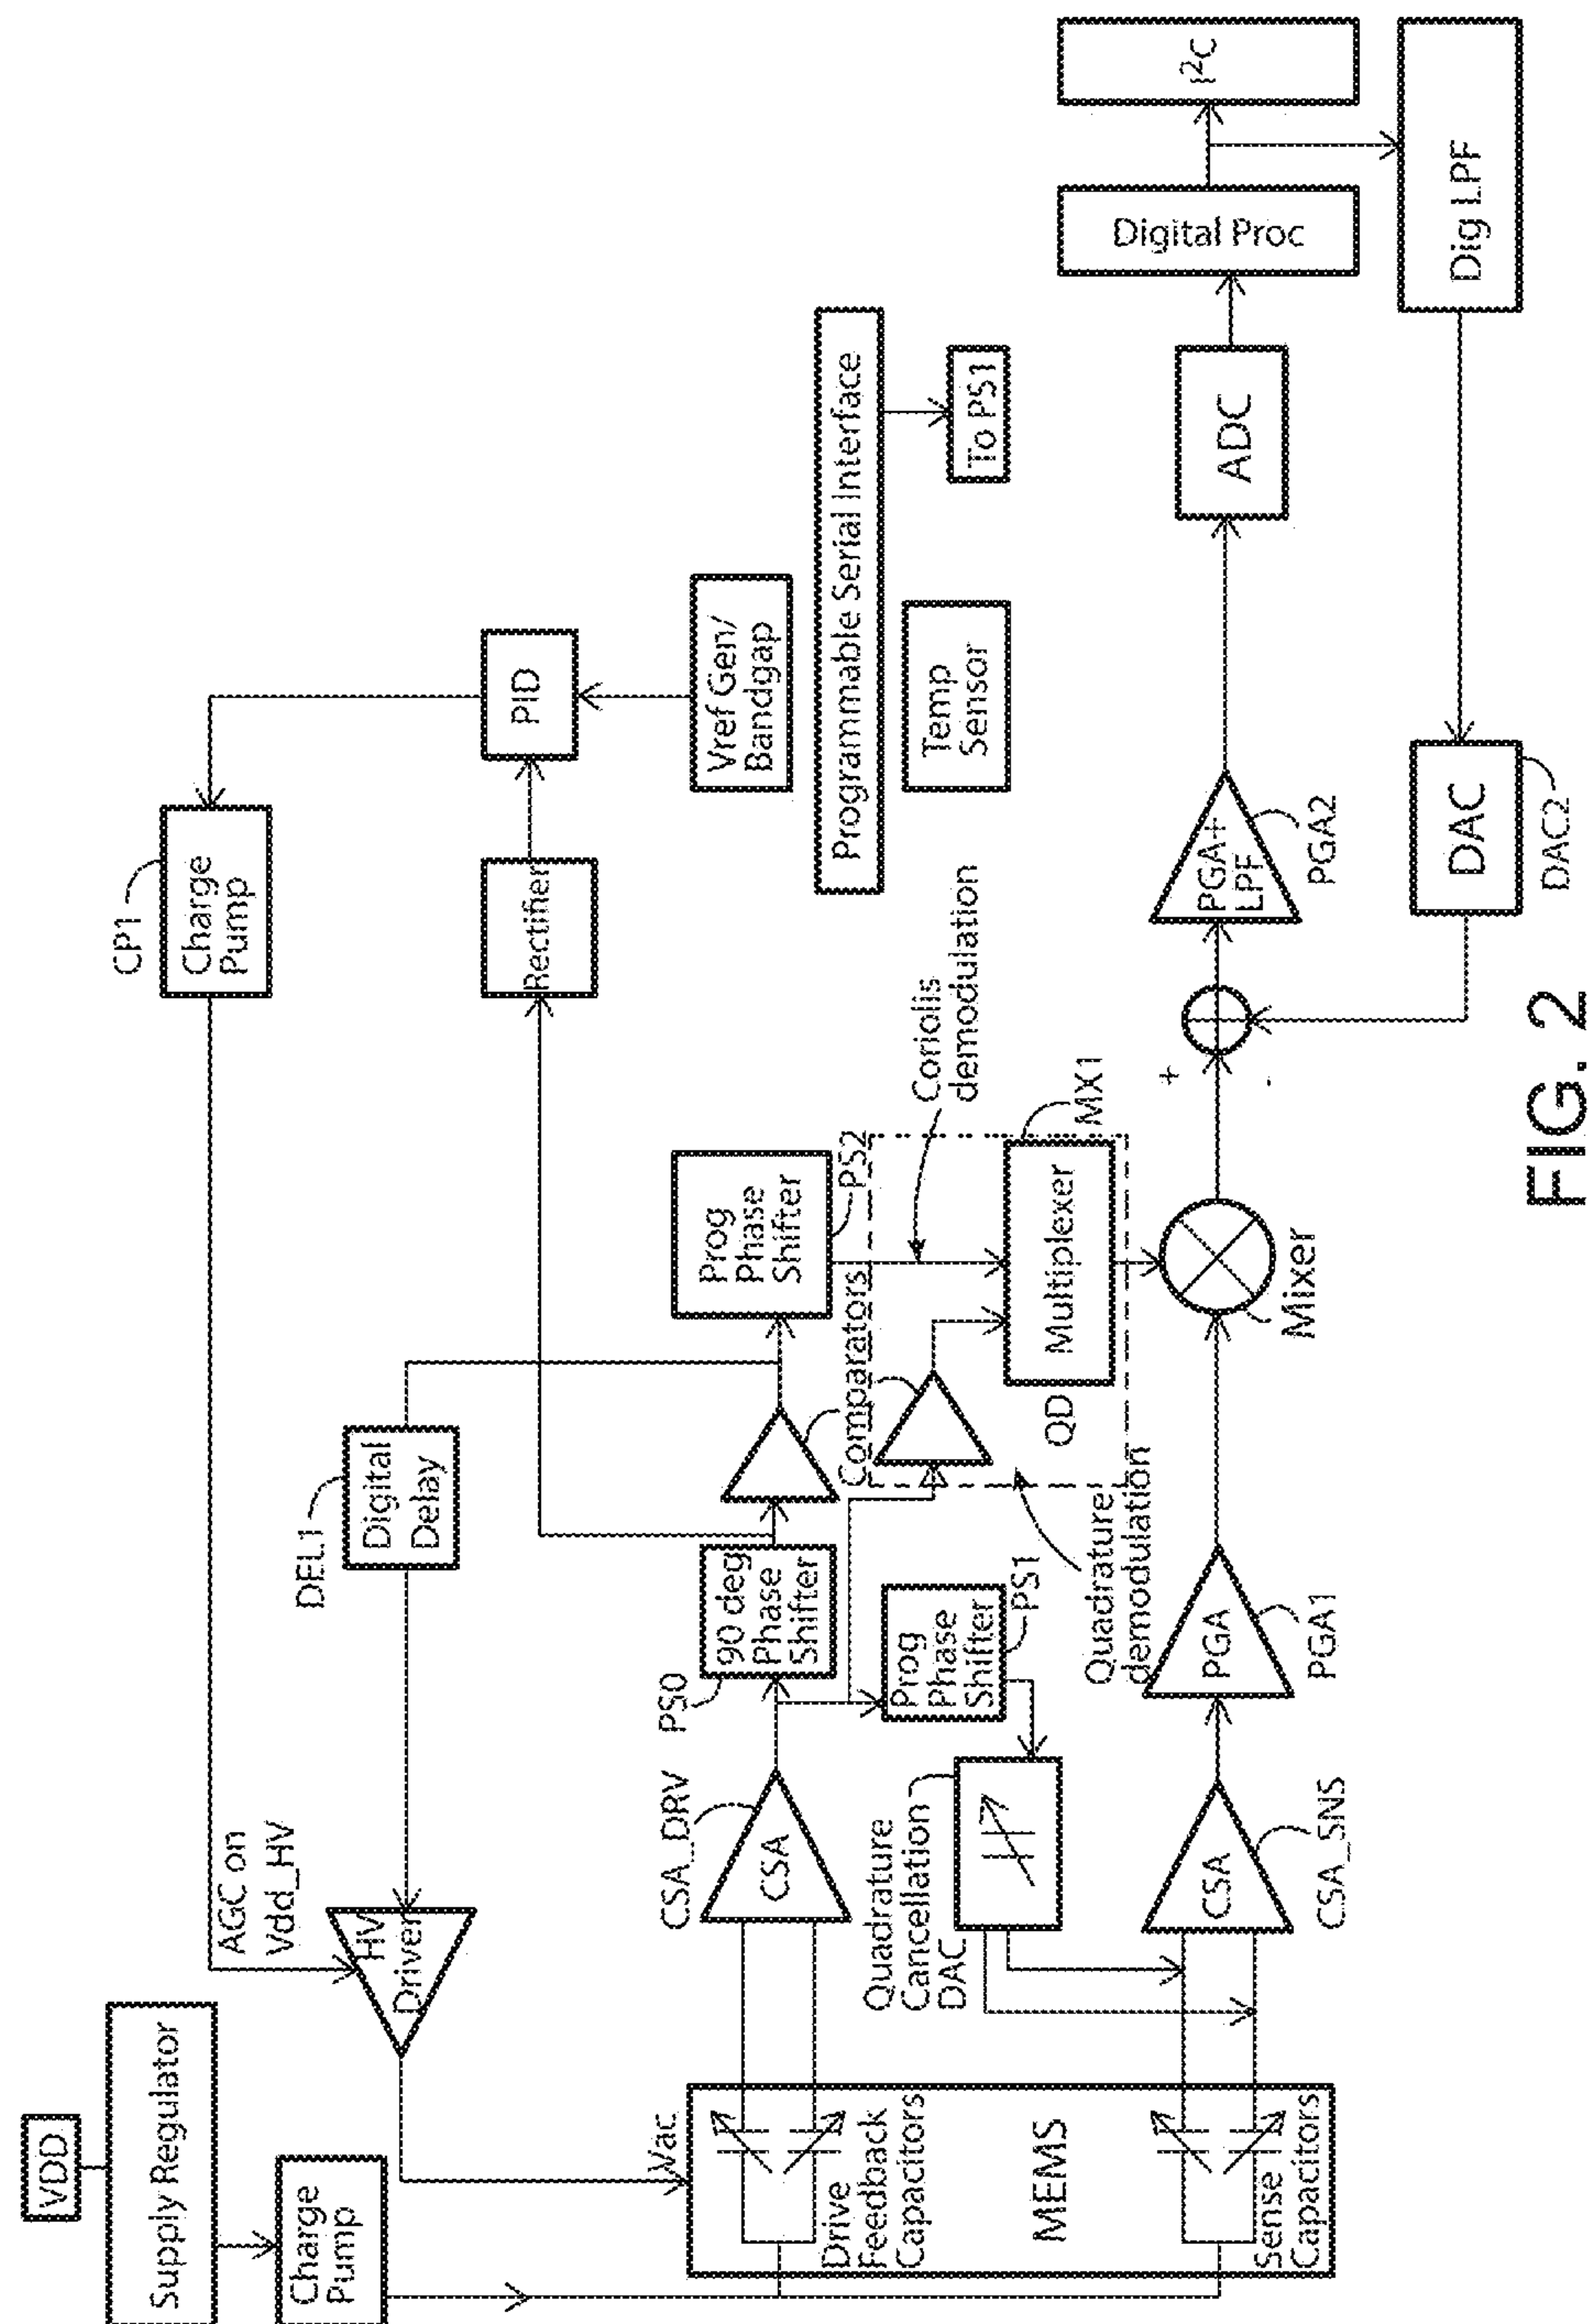 VDD
Supply Regulator
Charge
Pump
AGC on
Vdd_HV
HV
Driver
DEL1
Digital
Delay
CP1
Charge
Pump
Vac
Drive
Feedback
Capacitors
MEMS
Sense
Capacitors
CSA_DRV
CSA
PS0
90 deg
Phase
Shifter
Rectifier
PID
Vref Gen/
Bandgap
Prog
Phase
Shifter
PS2
Comparators
Coriolis
demodulation
Programmable Serial Interface
To PS1
Temp
Sensor
Quadrature
Cancellation
DAC
Prog
Phase
Shifter
PS1
Quadrature
demodulation
QD
Multiplexer
MX1
CSA
CSA_SNS
PGA
PGA1
Mixer
+
-
PGA+
LPF
PGA2
ADC
Digital Proc
I²C
Dig LPF
DAC
DAC2
FIG. 2